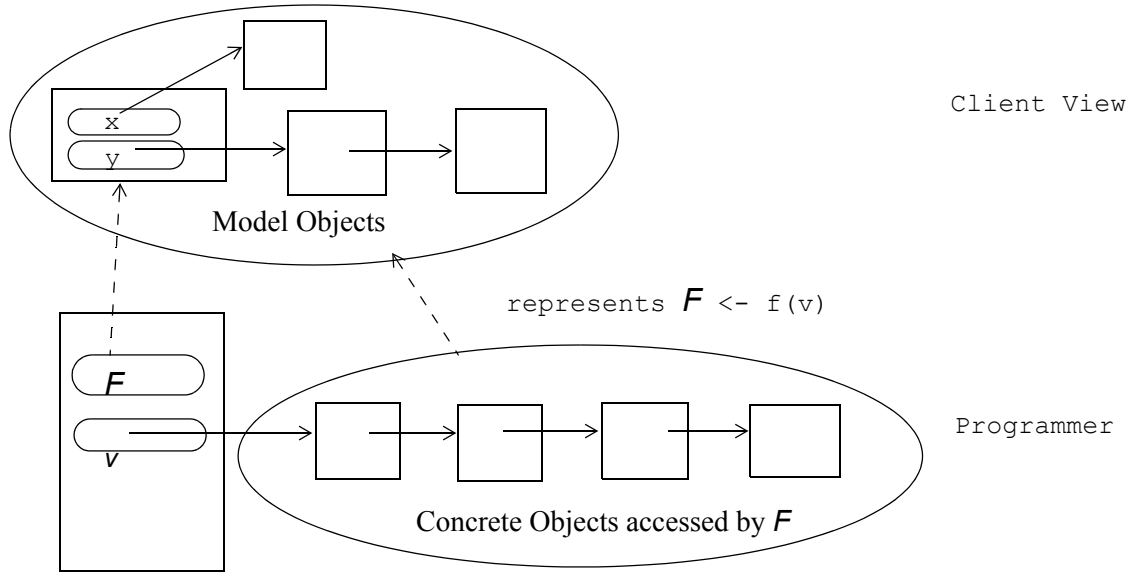 Client View
x
y
Model Objects
represents F <- f(v)
F
v
Programmer
Concrete Objects accessed by F